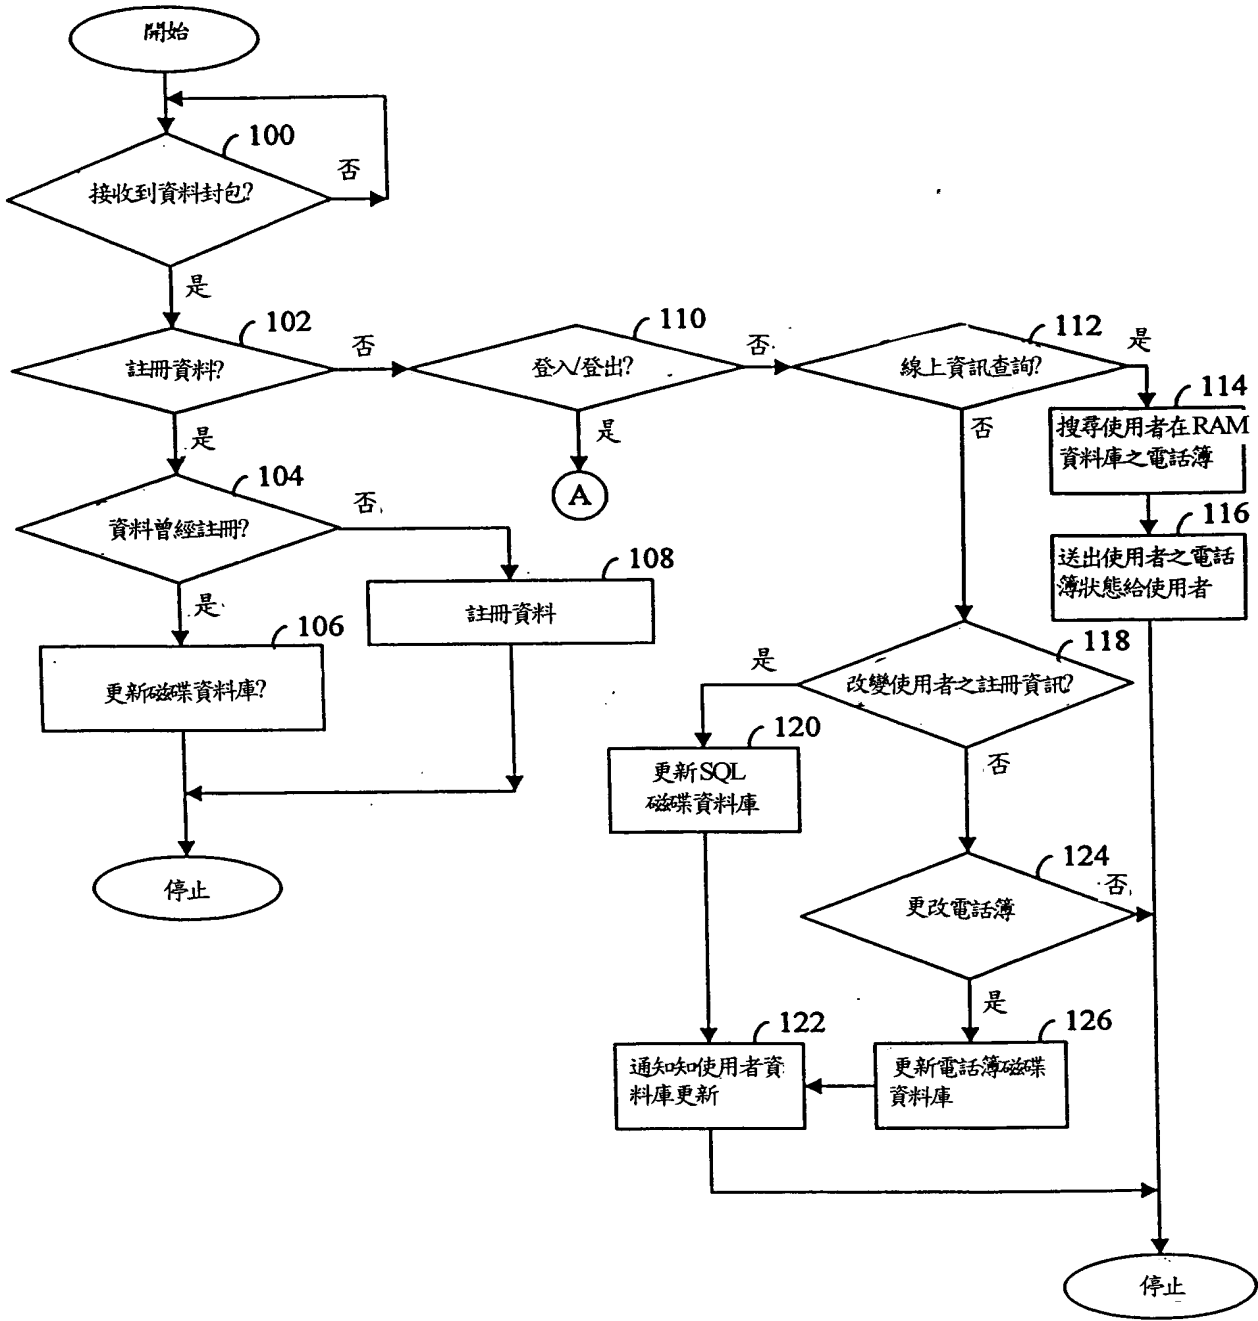 開始
100
否
接收到資料封包?
是
102
否
110
否
112
是
註冊資料?
登入/登出?
線上資訊查詢?
114
搜尋使用者在RAM
資料庫之電話簿
是
是
否
104
否
A
資料曾經註冊?
116
送出使用者之電話
簿狀態給使用者
108
註冊資料
是
106
更新磁碟資料庫?
118
是
改變使用者之註冊資訊?
120
更新SQL
磁碟資料庫
否
停止
124
否
更改電話簿
是
122
通知知使用者資
料庫更新
126
更新電話簿磁碟
資料庫
停止